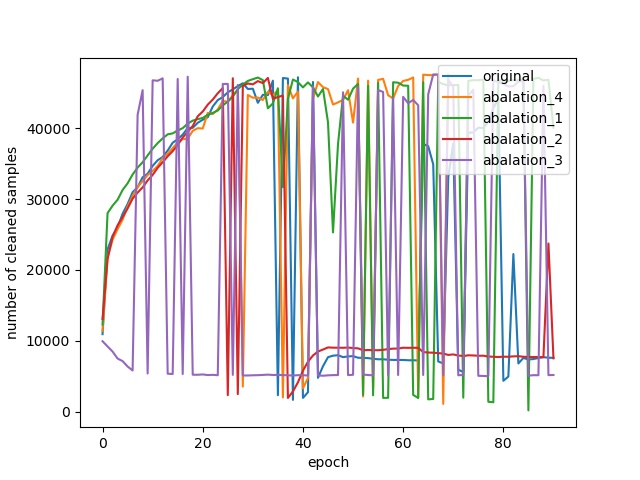 original
abalation_4
abalation_1
abalation_2
abalation_3
40000
30000
20000
10000
0
number of cleaned samples
0 20 40 60 80
epoch